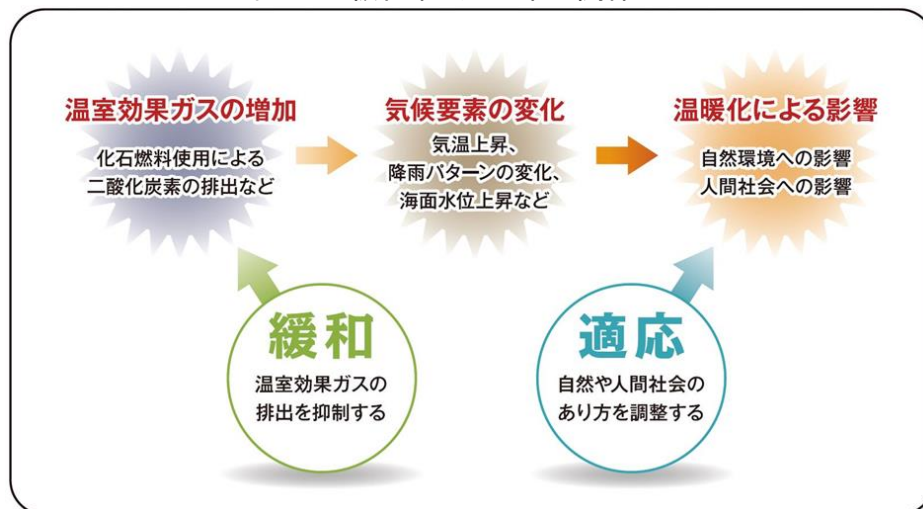 温室効果ガスの増加
化石燃料使用による
二酸化炭素の排出など
気候要素の変化
気温上昇、
降雨パターンの変化、
海面水位上昇など
温暖化による影響
自然環境への影響
人間社会への影響
緩和
温室効果ガスの
排出を抑制する
適応
自然や人間社会の
あり方を調整する